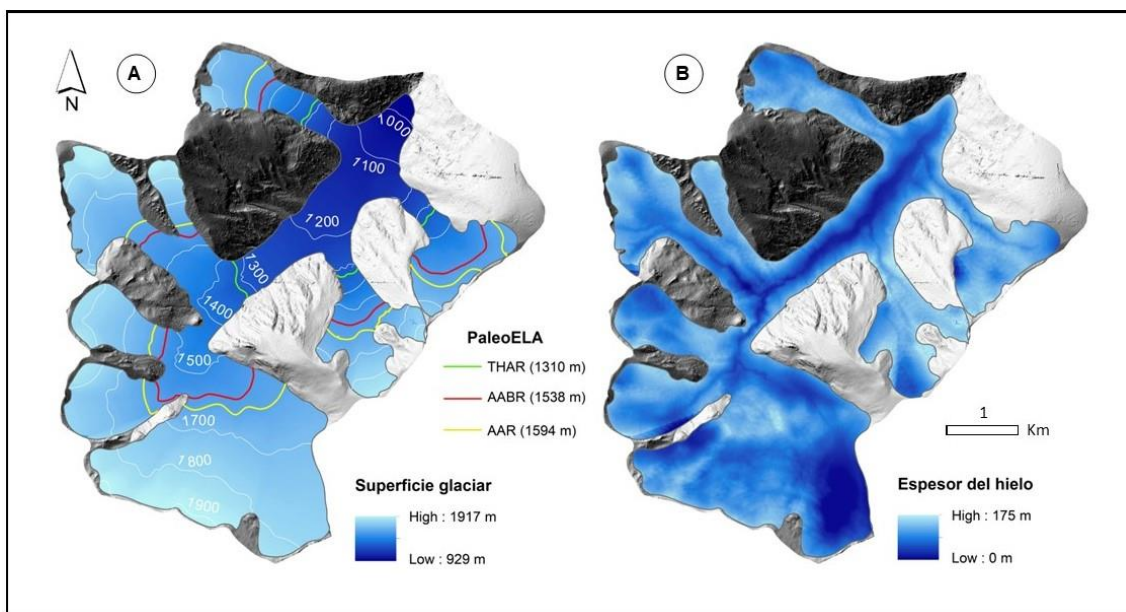 A
N
1000
1100
1200
1300
1400
1500
1700
1800
1900
PaleoELA
THAR (1310 m)
AABR (1538 m)
AAR (1594 m)
Superficie glaciar
High : 1917 m
Low : 929 m
B
1
Km
Espesor del hielo
High : 175 m
Low : 0 m